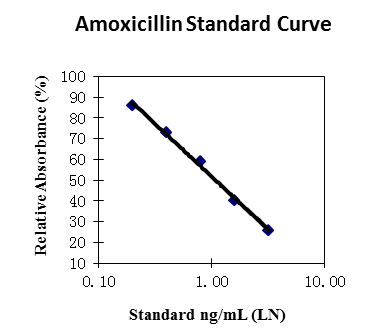 Amoxicillin Standard Curve
Relative Absorbance (%)
100
90
80
70
60
50
40
30
20
10
0.10 1.00 10.00
Standard ng/mL (LN)